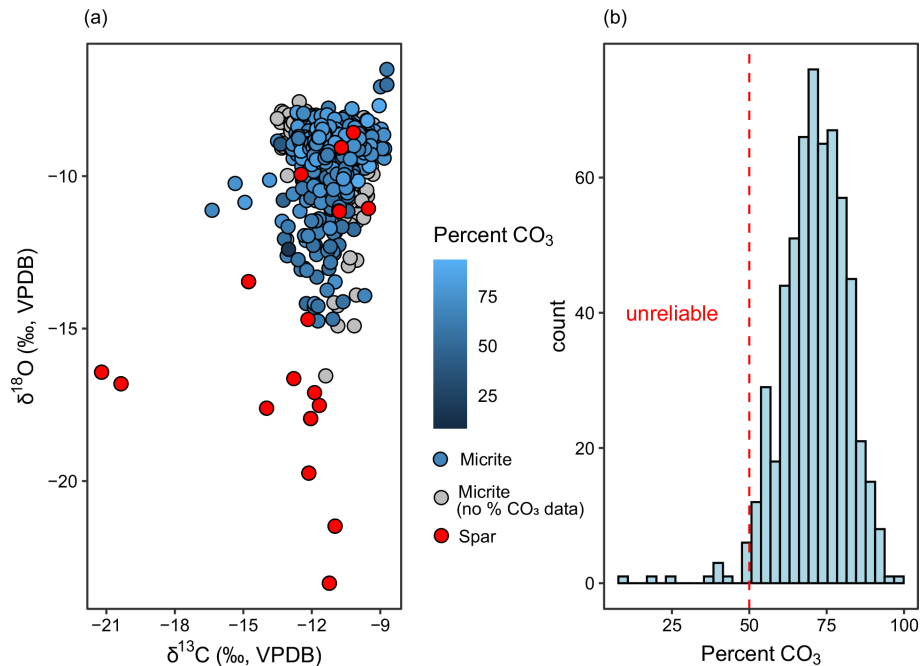 (a)
−10
−15
−20
−21
−18
−15
−12
−9
δ18O (‰, VPDB)
δ13C (‰, VPDB)
Percent CO3
75
50
25
Micrite
Micrite
(no % CO₃ data)
Spar
(b)
unreliable
count
0
20
40
60
25
50
75
100
Percent CO3